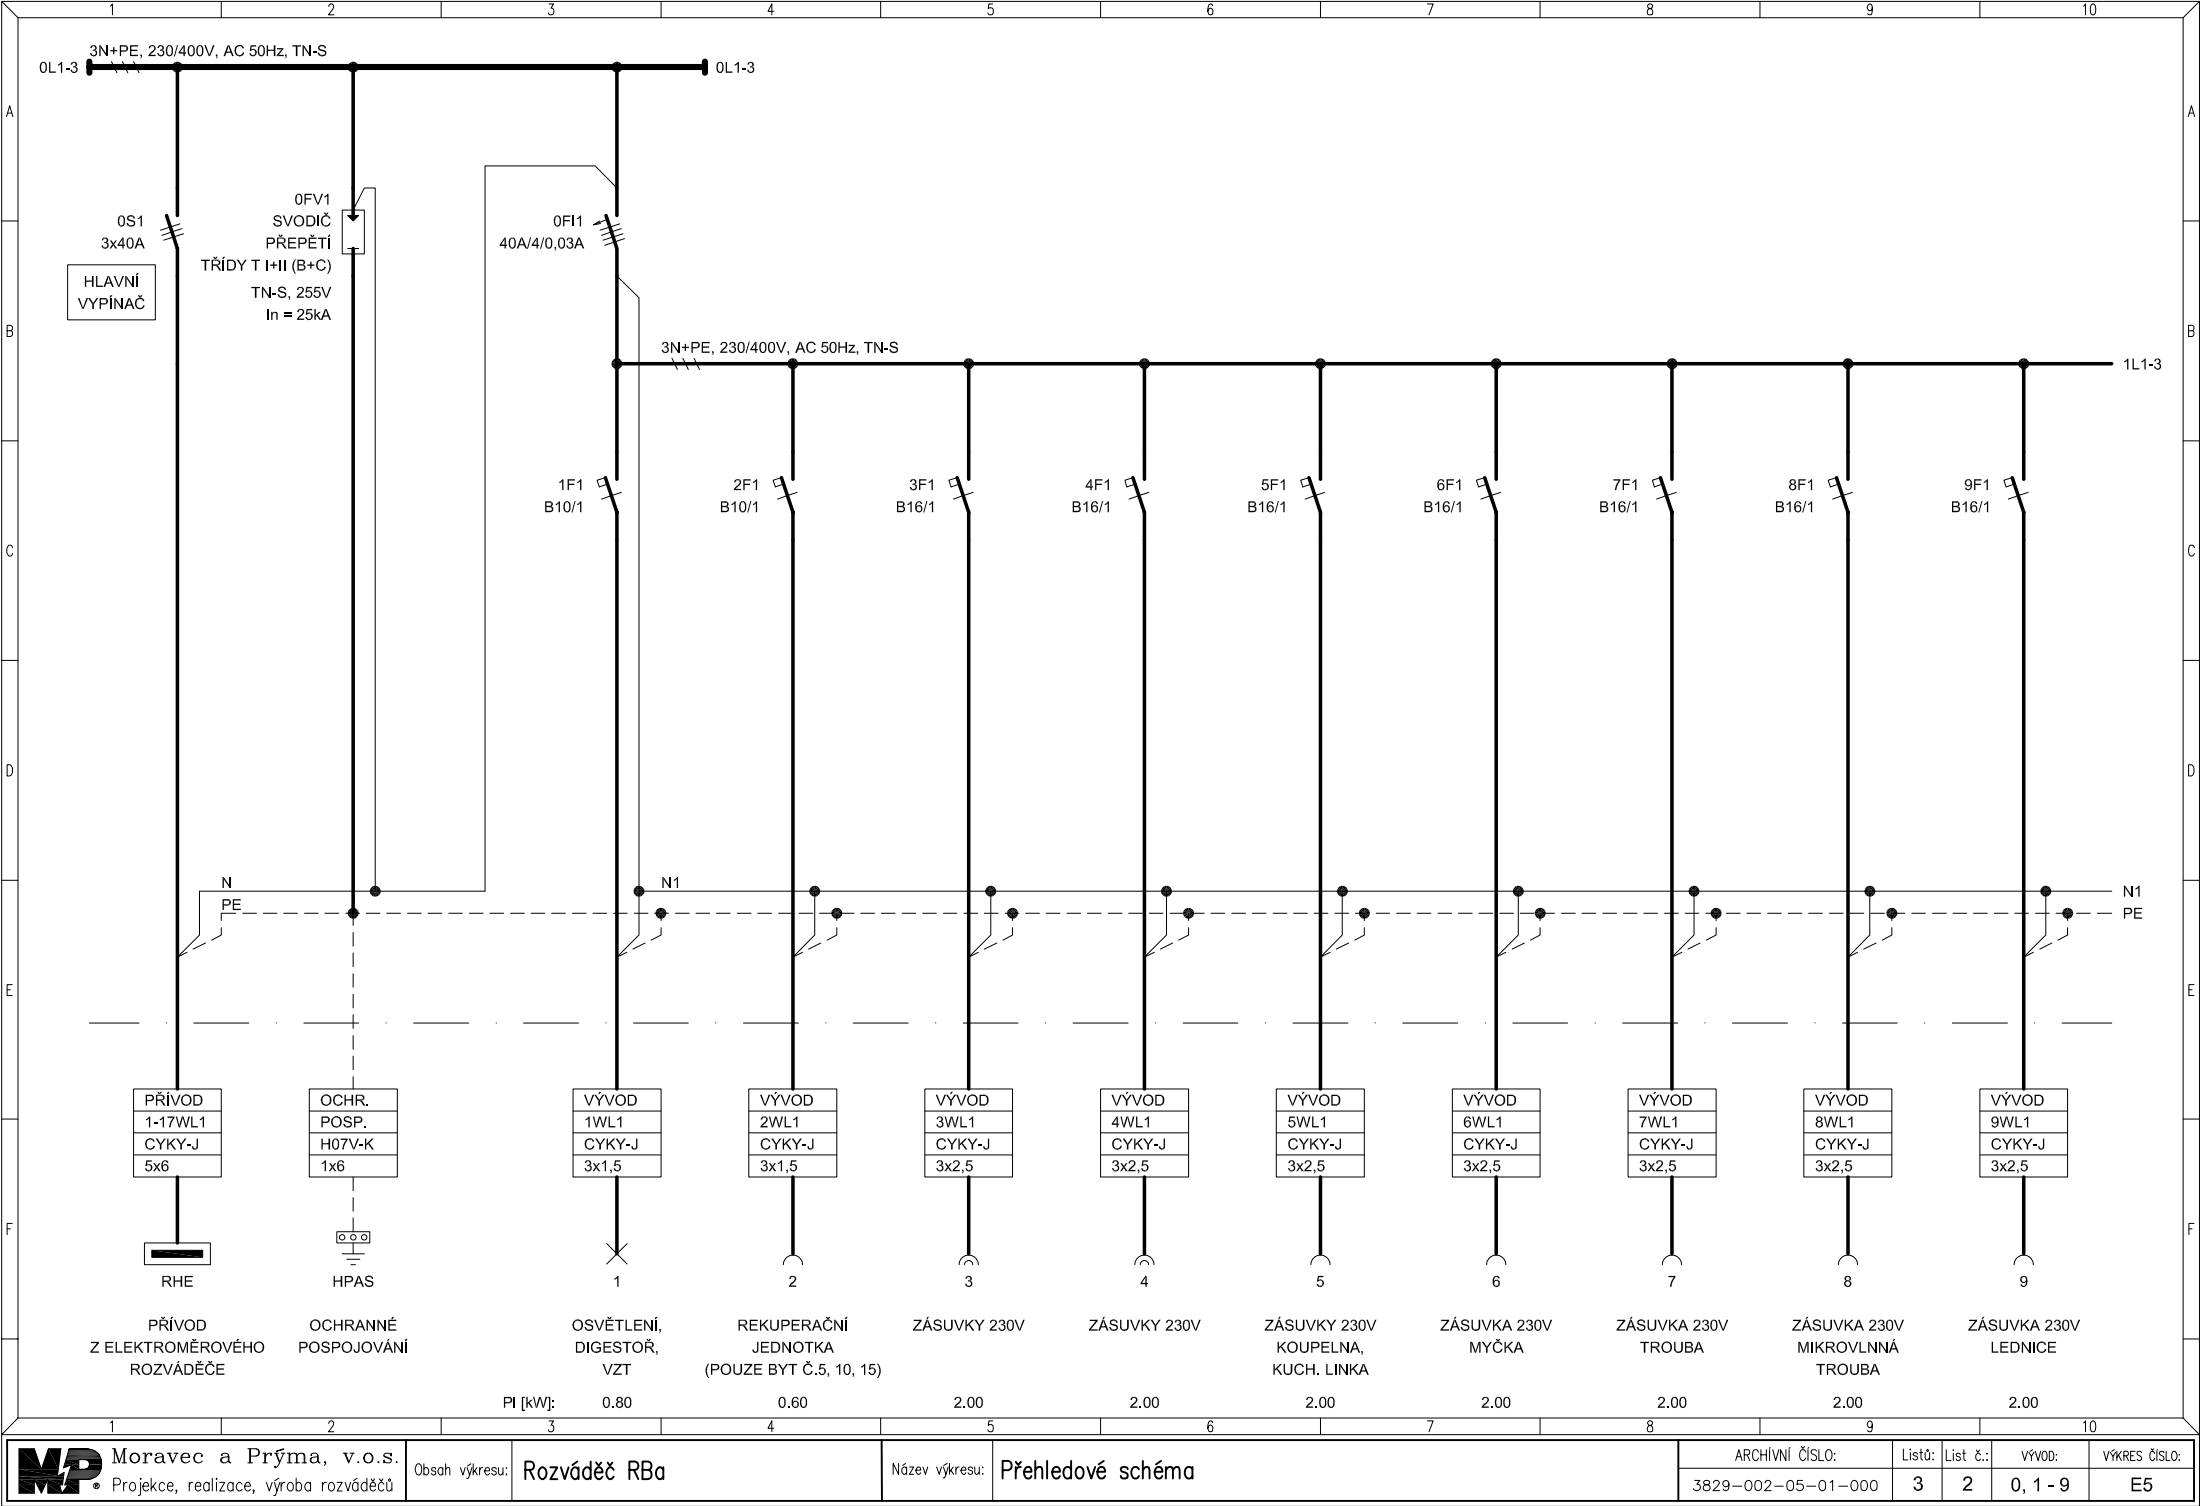 1 2 3 4 5 6 7 8 9 10
3N+PE, 230/400V, AC 50Hz, TN-S
0L1-3 0L1-3
A A
0S1
3x40A
HLAVNÍ
VYPÍNAČ
0FV1
SVODIČ
PŘEPĚTÍ
TŘÍDY T I+II (B+C)
TN-S, 255V
In = 25kA
0FI1
40A/4/0,03A
B B
3N+PE, 230/400V, AC 50Hz, TN-S
1L1-3
1F1 2F1 3F1 4F1 5F1 6F1 7F1 8F1 9F1
B10/1 B10/1 B16/1 B16/1 B16/1 B16/1 B16/1 B16/1 B16/1
C C
D D
N N1 N1
PE PE
E E
PŘÍVOD OCHR. VÝVOD VÝVOD VÝVOD VÝVOD VÝVOD VÝVOD VÝVOD VÝVOD VÝVOD
1-17WL1 POSP. 1WL1 2WL1 3WL1 4WL1 5WL1 6WL1 7WL1 8WL1 9WL1
CYKY-J H07V-K CYKY-J CYKY-J CYKY-J CYKY-J CYKY-J CYKY-J CYKY-J CYKY-J CYKY-J
5x6 1x6 3x1,5 3x1,5 3x2,5 3x2,5 3x2,5 3x2,5 3x2,5 3x2,5 3x2,5
F F
RHE HPAS 1 2 3 4 5 6 7 8 9
PŘÍVOD OCHRANNÉ OSVĚTLENÍ, REKUPERAČNÍ ZÁSUVKY 230V ZÁSUVKY 230V ZÁSUVKY 230V ZÁSUVKA 230V ZÁSUVKA 230V ZÁSUVKA 230V ZÁSUVKA 230V
Z ELEKTROMĚROVÉHO POSPOJOVÁNÍ DIGESTOŘ, JEDNOTKA KOUPELNA, MYČKA TROUBA MIKROVLNNÁ LEDNICE
ROZVÁDĚČE VZT (POUZE BYT Č.5, 10, 15) KUCH. LINKA TROUBA
PI [kW]: 0.80 0.60 2.00 2.00 2.00 2.00 2.00 2.00 2.00
1 2 3 4 5 6 7 8 9 10
MP Moravec a Prýma, v.o.s.
Projekce, realizace, výroba rozváděčů
Obsah výkresu: Rozváděč RBa
Název výkresu: Přehledové schéma
ARCHÍVNÍ ČÍSLO: Listů: List č.: VÝVOD: VÝKRES ČÍSLO:
3829-002-05-01-000 3 2 0, 1 - 9 E5